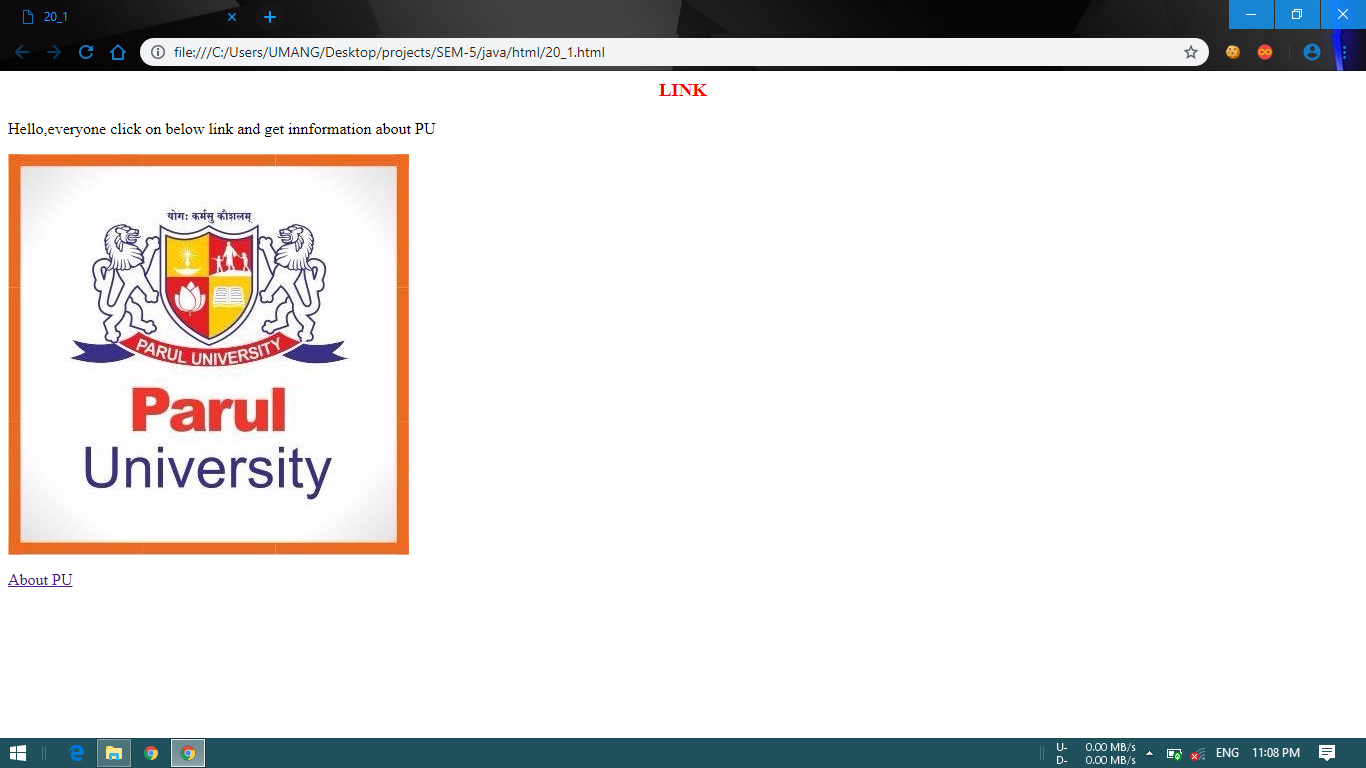 20_1
file:///C:/Users/UMANG/Desktop/projects/SEM-5/java/html/20_1.html
LINK
Hello,everyone click on below link and get innformation about PU
योगः कर्मसु कौशलम्
PARUL UNIVERSITY
Parul
University
About PU
U- 0.00 MB/s
D- 0.00 MB/s
ENG 11:08 PM